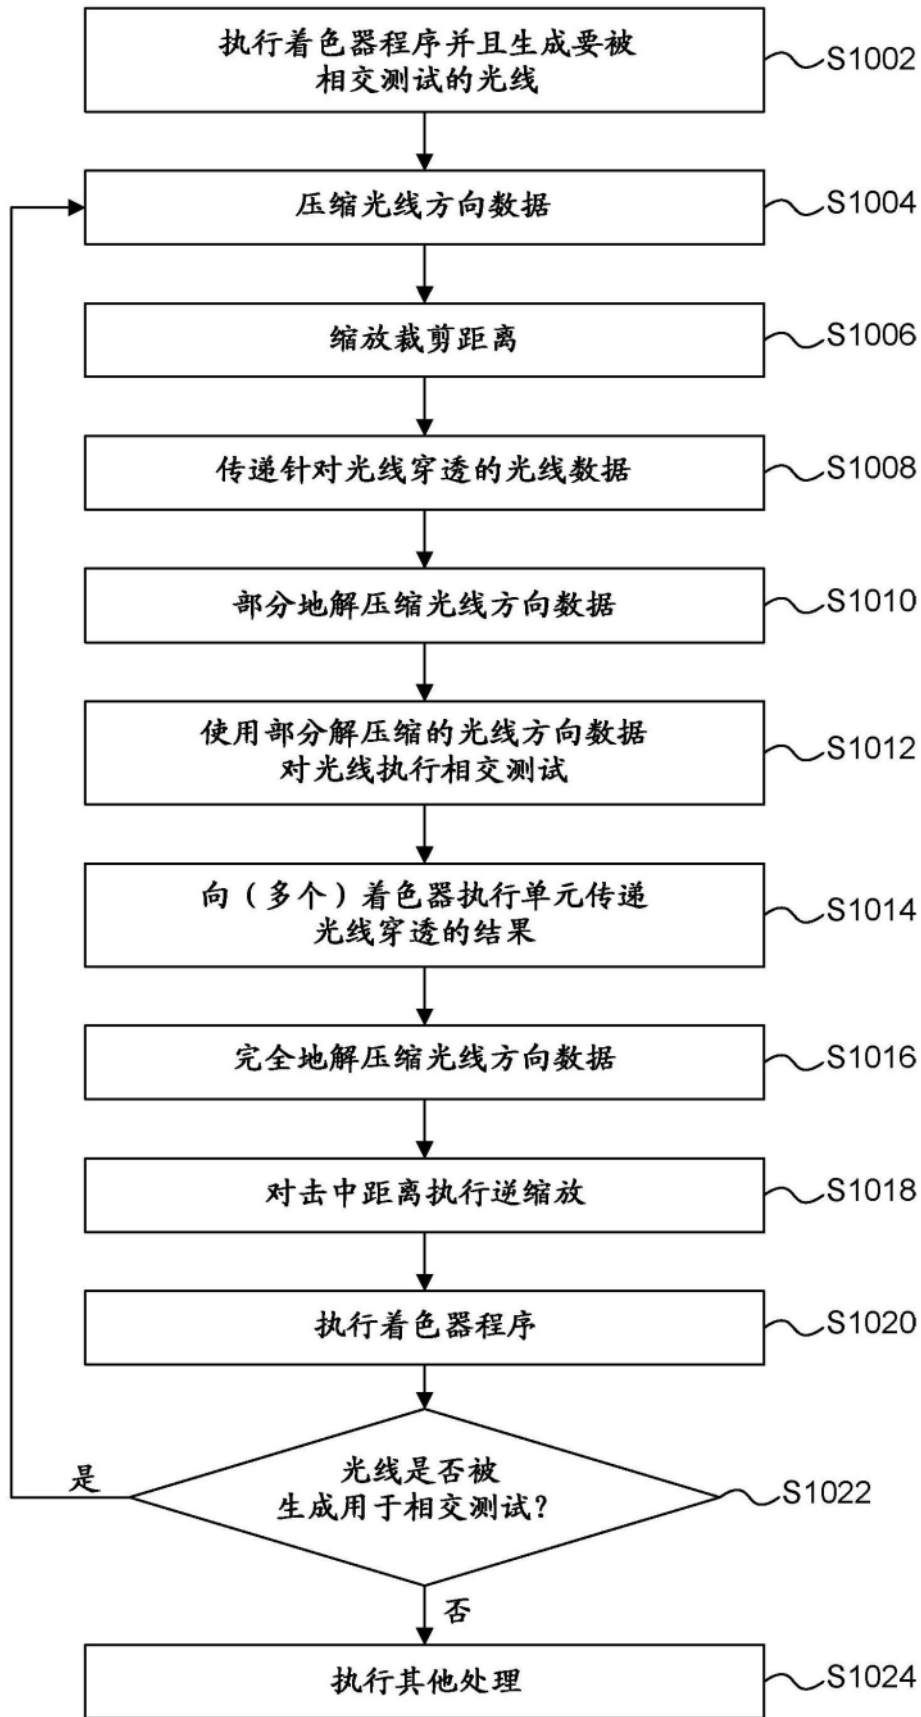 执行着色器程序并且生成要被
相交测试的光线
S1002
压缩光线方向数据
S1004
缩放裁剪距离
S1006
传递针对光线穿透的光线数据
S1008
部分地解压缩光线方向数据
S1010
使用部分解压缩的光线方向数据
对光线执行相交测试
S1012
向（多个）着色器执行单元传递
光线穿透的结果
S1014
完全地解压缩光线方向数据
S1016
对击中距离执行逆缩放
S1018
执行着色器程序
S1020
是
光线是否被
生成用于相交测试？
S1022
否
执行其他处理
S1024